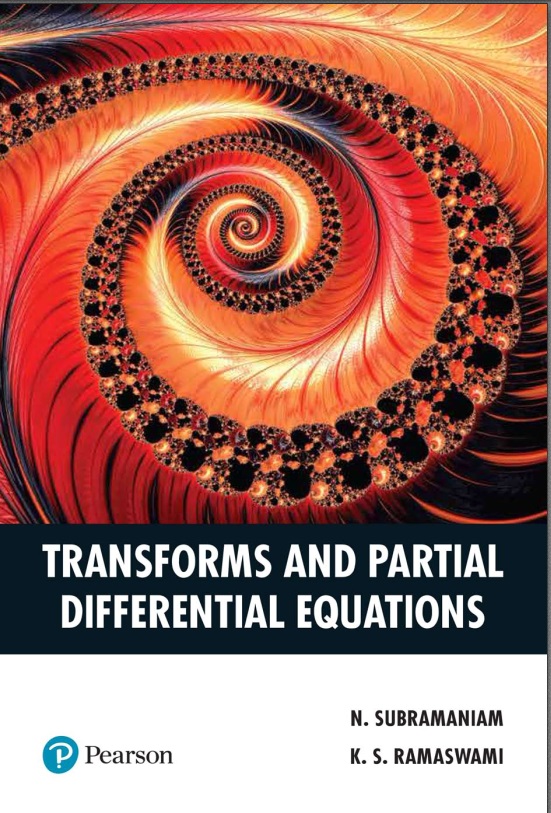 TRANSFORMS AND PARTIAL
DIFFERENTIAL EQUATIONS
N. SUBRAMANIAM
K. S. RAMASWAMI
P Pearson